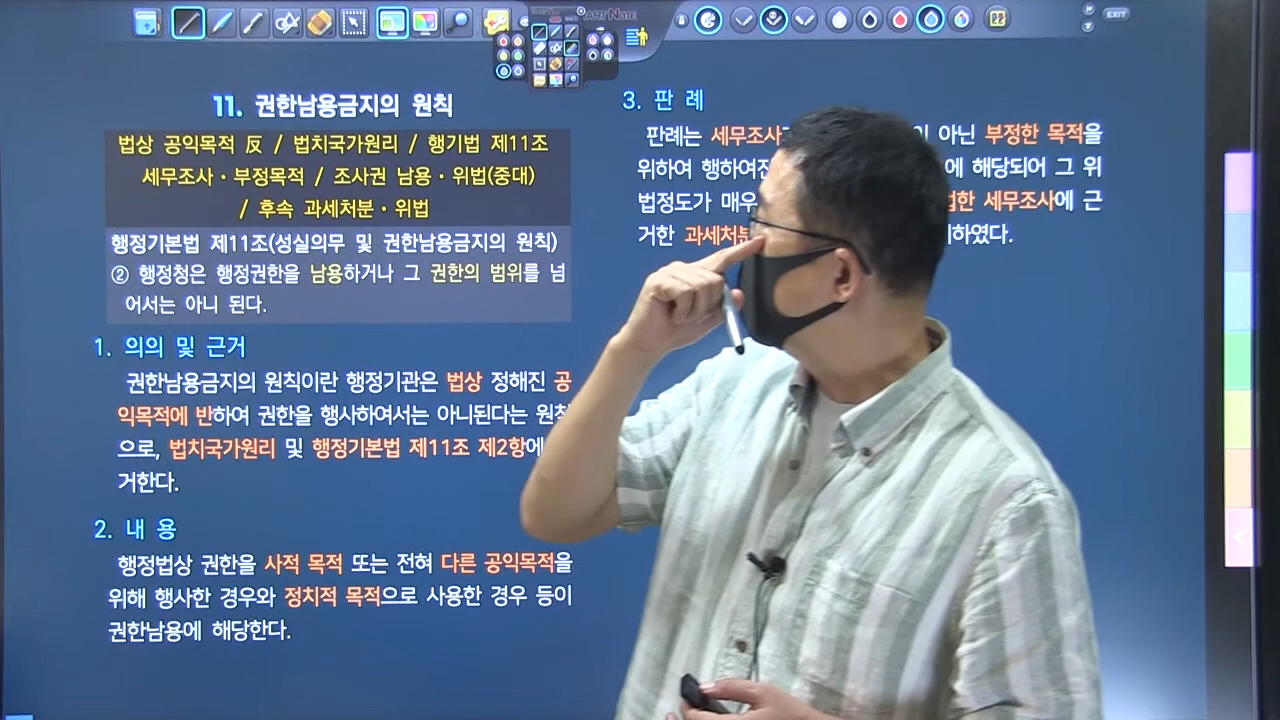 ART NOTE
EXIT
11. 권한남용금지의 원칙
법상 공익목적 反 / 법치국가원리 / 행기법 제11조
세무조사・부정목적 / 조사권 남용・위법(중대)
/ 후속 과세처분・위법
행정기본법 제11조(성실의무 및 권한남용금지의 원칙)
② 행정청은 행정권한을 남용하거나 그 권한의 범위를 넘
어서는 아니 된다.
1. 의의 및 근거
권한남용금지의 원칙이란 행정기관은 법상 정해진 공
익목적에 반하여 권한을 행사하여서는 아니된다는 원칙
으로, 법치국가원리 및 행정기본법 제11조 제2항에
거한다.
2. 내 용
행정법상 권한을 사적 목적 또는 전혀 다른 공익목적을
위해 행사한 경우와 정치적 목적으로 사용한 경우 등이
권한남용에 해당한다.
3. 판 례
판례는 세무조사 아닌 부정한 목적을
위하여 행하여진 에 해당되어 그 위
법정도가 매우 세무조사에 근
거한 과세처분 하였다.